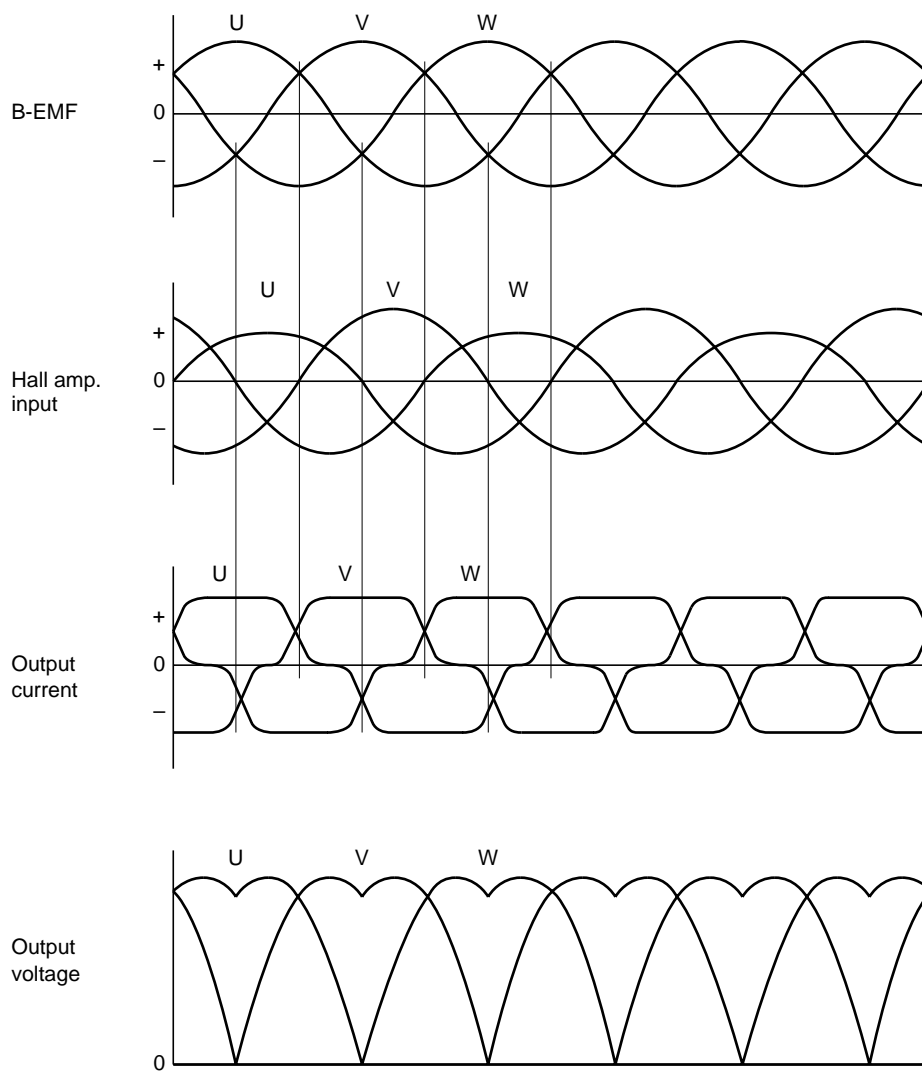 U V W
+
B-EMF 0
–
U V W
+
Hall amp. 0
input
–
U V W
+
Output 0
current
–
U V W
Output
voltage
0